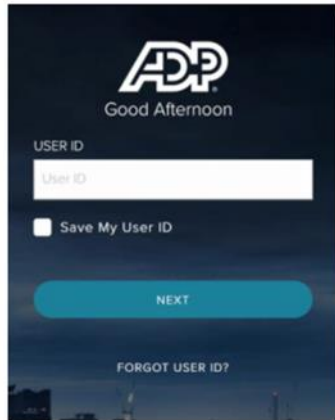 ADP
Good Afternoon
USER ID
User ID
Save My User ID
NEXT
FORGOT USER ID?